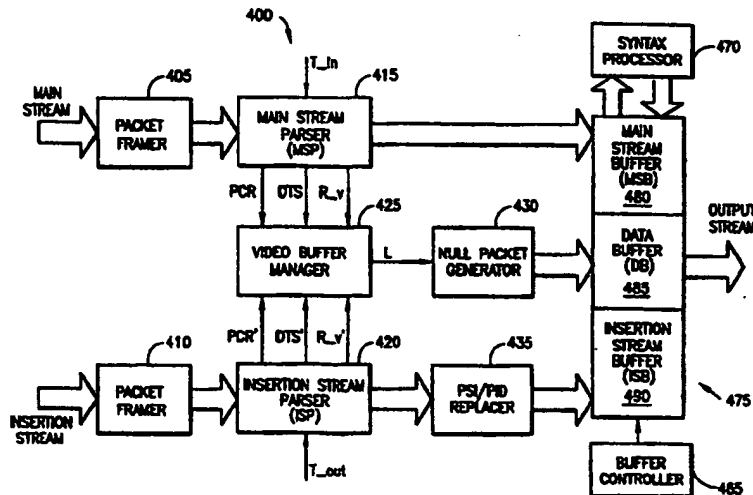 400
SYNTAX
PROCESSOR
470
T_in
405
415
MAIN
STREAM
PACKET
FRAMER
MAIN STREAM
PARSER
(MSP)
MAIN
STREAM
BUFFER
(MSB)
480
PCR
DTS
R_v
425
430
VIDEO BUFFER
MANAGER
L
NULL PACKET
GENERATOR
DATA
BUFFER
(DB)
485
OUTPUT
STREAM
PCR'
DTS'
R_v'
410
420
435
PACKET
FRAMER
INSERTION STREAM
PARSER
(ISP)
PSI/PID
REPLACER
INSERTION
STREAM
BUFFER
(ISB)
490
475
INSERTION
STREAM
T_out
BUFFER
CONTROLLER
465